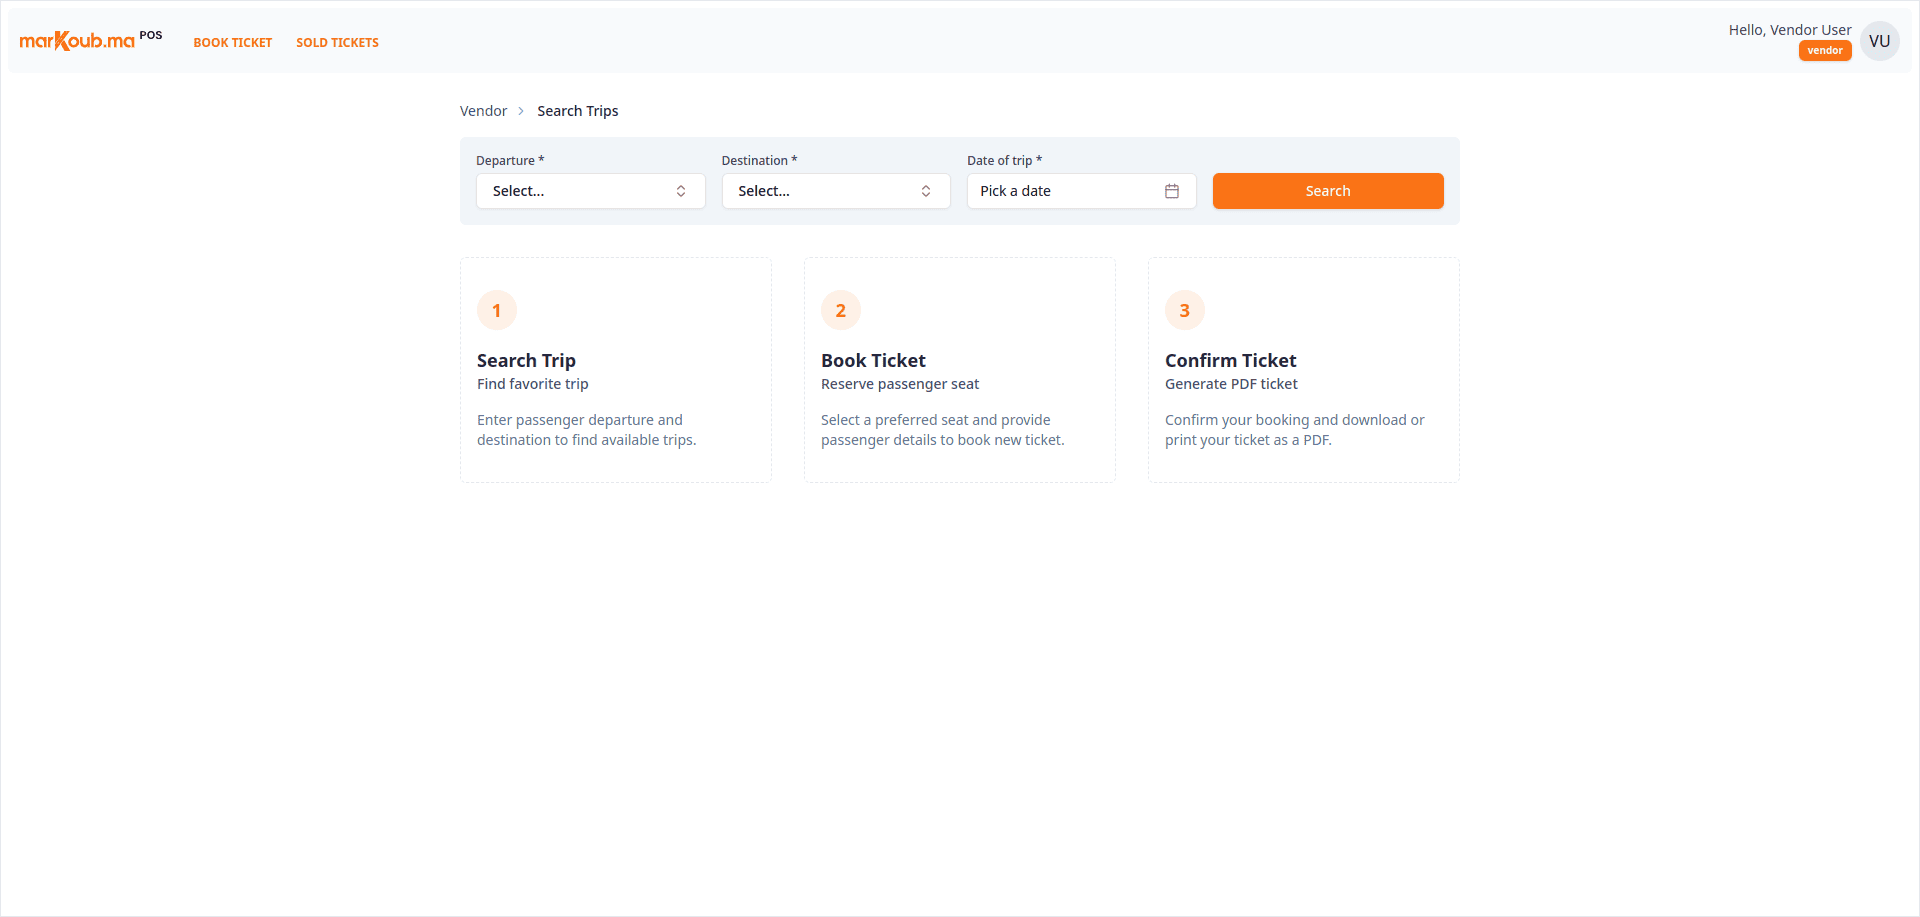 marKoub.ma POS
BOOK TICKET
SOLD TICKETS
Hello, Vendor User
vendor
VU
Vendor
Search Trips
Departure *
Destination *
Date of trip *
Select...
Select...
Pick a date
Search
1
Search Trip
Find favorite trip
Enter passenger departure and
destination to find available trips.
2
Book Ticket
Reserve passenger seat
Select a preferred seat and provide
passenger details to book new ticket.
3
Confirm Ticket
Generate PDF ticket
Confirm your booking and download or
print your ticket as a PDF.